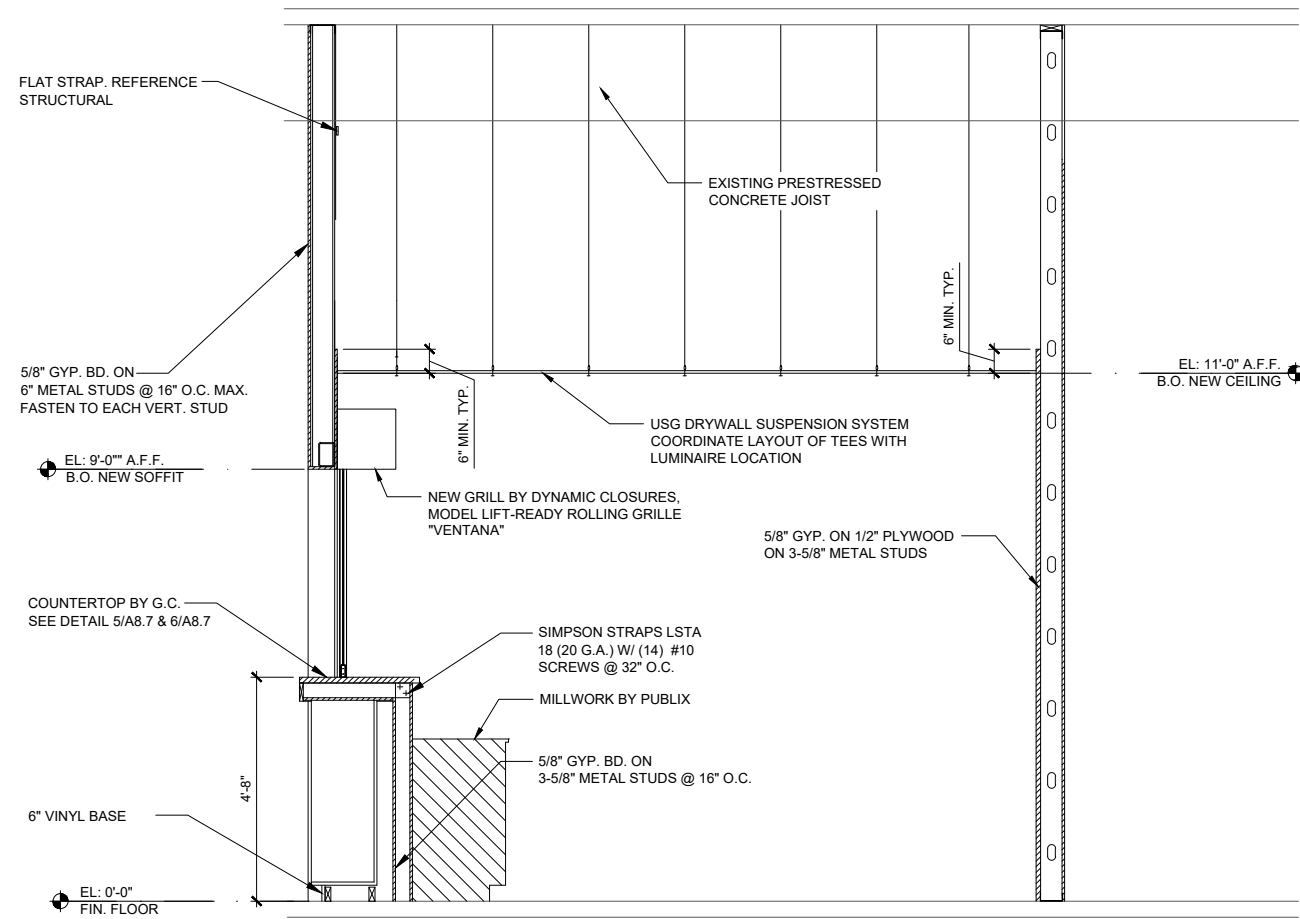 FLAT STRAP. REFERENCE
STRUCTURAL
EXISTING PRESTRESSED
CONCRETE JOIST
6" MIN. TYP.
5/8" GYP. BD. ON
6" METAL STUDS @ 16" O.C. MAX.
FASTEN TO EACH VERT. STUD
6" MIN. TYP.
EL: 11'-0" A.F.F.
B.O. NEW CEILING
USG DRYWALL SUSPENSION SYSTEM
COORDINATE LAYOUT OF TEES WITH
LUMINAIRE LOCATION
EL: 9'-0"" A.F.F.
B.O. NEW SOFFIT
NEW GRILL BY DYNAMIC CLOSURES,
MODEL LIFT-READY ROLLING GRILLE
"VENTANA"
5/8" GYP. ON 1/2" PLYWOOD
ON 3-5/8" METAL STUDS
COUNTERTOP BY G.C.
SEE DETAIL 5/A8.7 & 6/A8.7
SIMPSON STRAPS LSTA
18 (20 G.A.) W/ (14) #10
SCREWS @ 32" O.C.
MILLWORK BY PUBLIX
5/8" GYP. BD. ON
3-5/8" METAL STUDS @ 16" O.C.
4'-8"
6" VINYL BASE
EL: 0'-0"
FIN. FLOOR